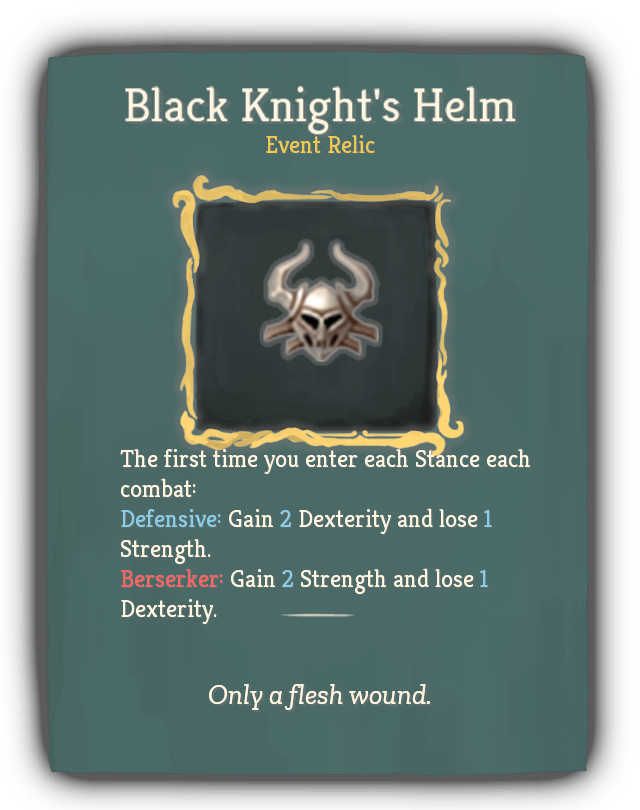 Black Knight's Helm
Event Relic
The first time you enter each Stance each
combat:
Defensive: Gain 2 Dexterity and lose 1
Strength.
Berserker: Gain 2 Strength and lose 1
Dexterity.
Only a flesh wound.